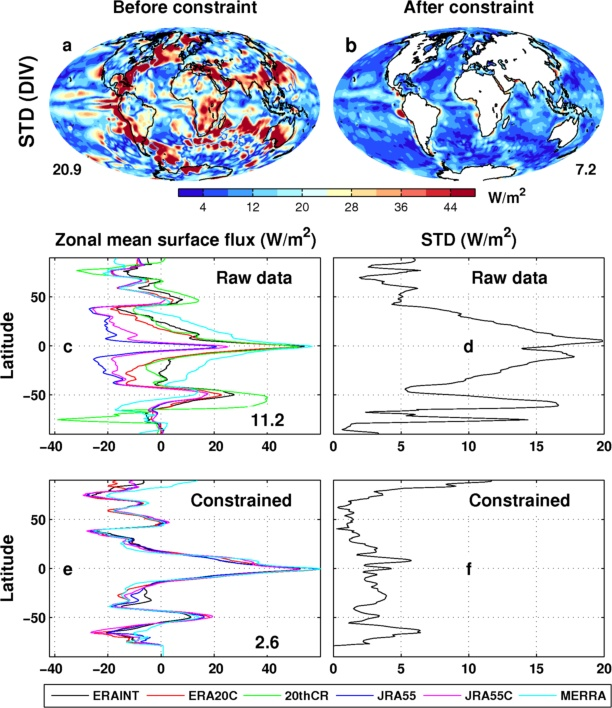 Before constraint
After constraint
a
b
STD (DIV)
20.9
7.2
4 12 20 28 36 44
W/m²
Zonal mean surface flux (W/m²)
STD (W/m²)
Raw data
Raw data
Latitude
50
0
−50
c
d
11.2
−40 −20 0 20 40
0 5 10 15 20
Constrained
Constrained
Latitude
50
0
−50
e
f
2.6
−40 −20 0 20 40
0 5 10 15 20
ERAINT ERA20C 20thCR JRA55 JRA55C MERRA